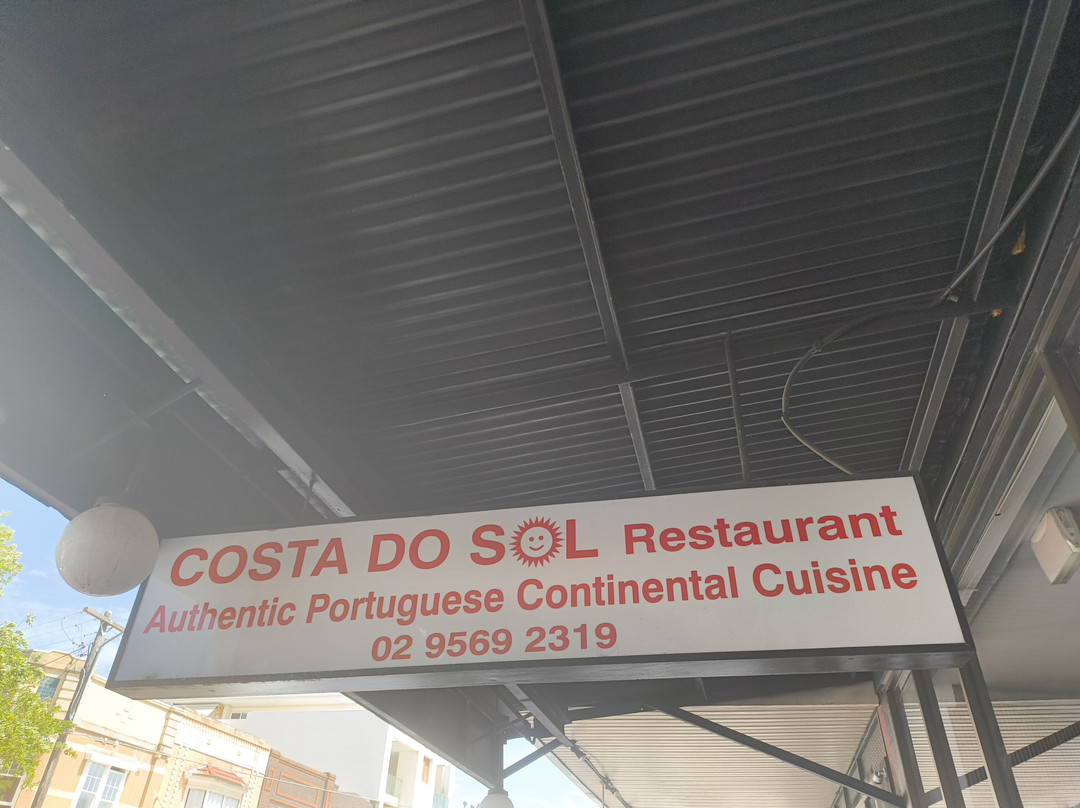 COSTA DO SOL Restaurant
Authentic Portuguese Continental Cuisine
02 9569 2319